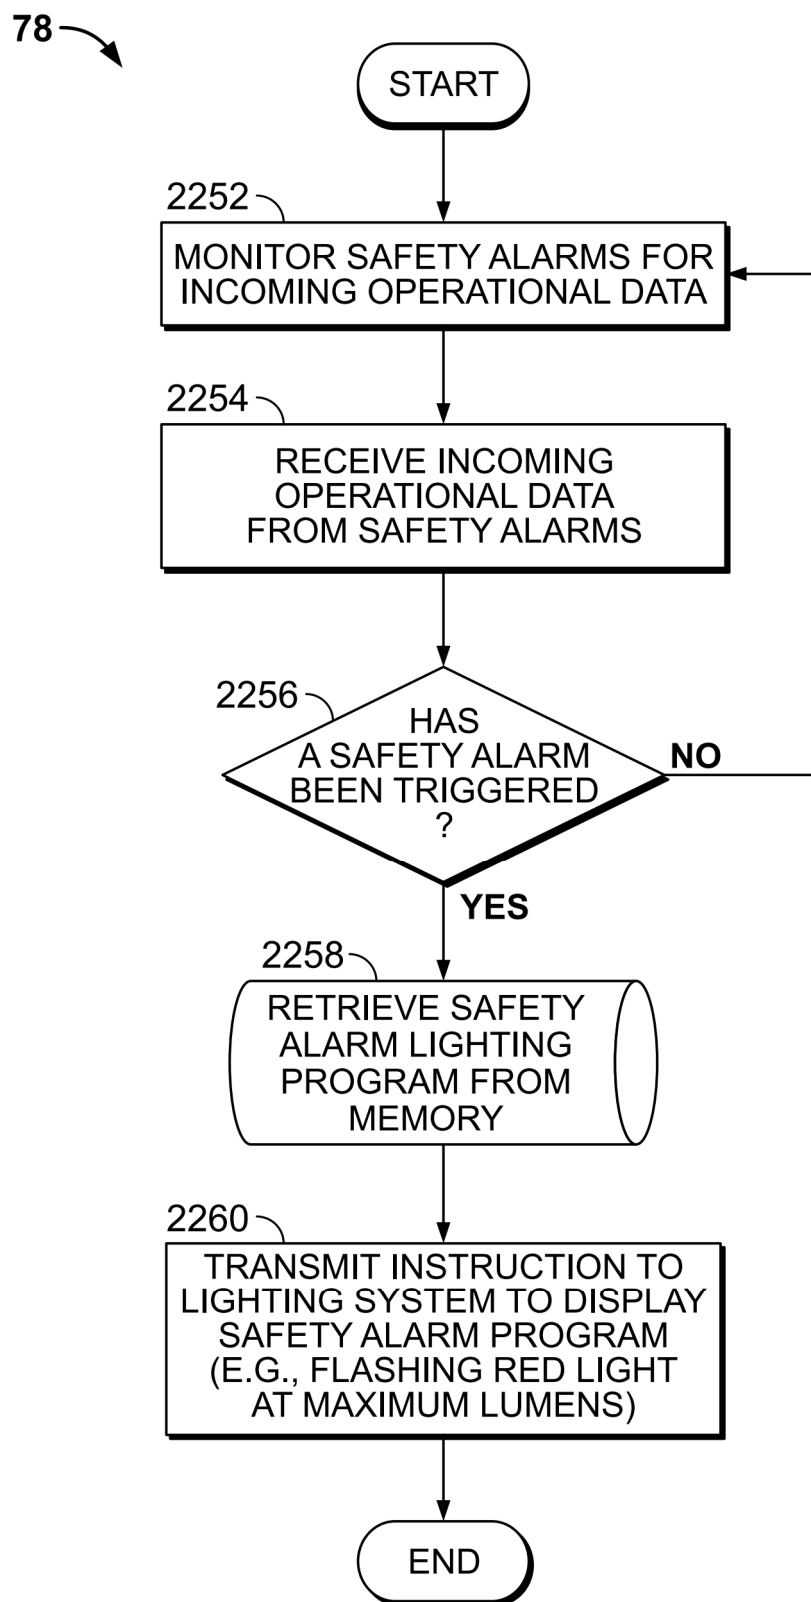 78
START
2252
MONITOR SAFETY ALARMS FOR
INCOMING OPERATIONAL DATA
2254
RECEIVE INCOMING
OPERATIONAL DATA
FROM SAFETY ALARMS
2256
HAS
A SAFETY ALARM
BEEN TRIGGERED
?
NO
YES
2258
RETRIEVE SAFETY
ALARM LIGHTING
PROGRAM FROM
MEMORY
2260
TRANSMIT INSTRUCTION TO
LIGHTING SYSTEM TO DISPLAY
SAFETY ALARM PROGRAM
(E.G., FLASHING RED LIGHT
AT MAXIMUM LUMENS)
END